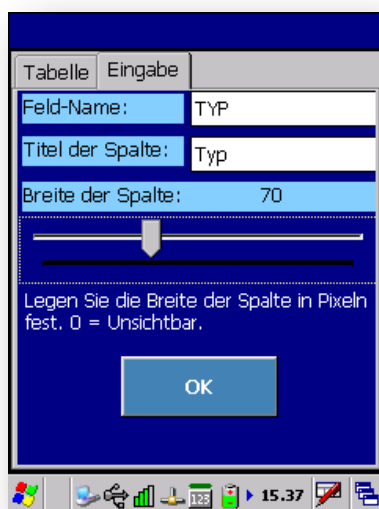 Tabelle Eingabe
Feld-Name: TYP
Titel der Spalte: Typ
Breite der Spalte: 70
Legen Sie die Breite der Spalte in Pixeln
fest. 0 = Unsichtbar.
OK
123 15.37